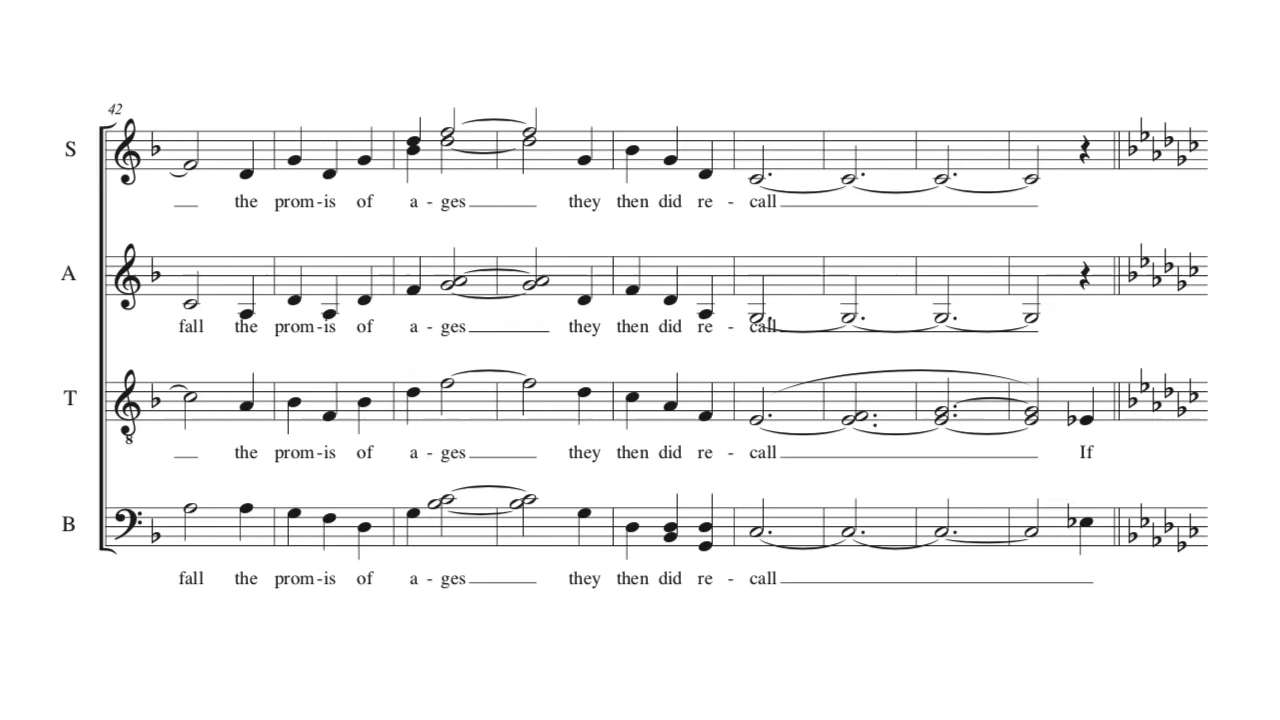 42
S
the prom-is of a - ges they then did re - call
A
fall the prom-is of a - ges they then did re - call
T
8
the prom-is of a - ges they then did re - call If
B
fall the prom-is of a - ges they then did re - call